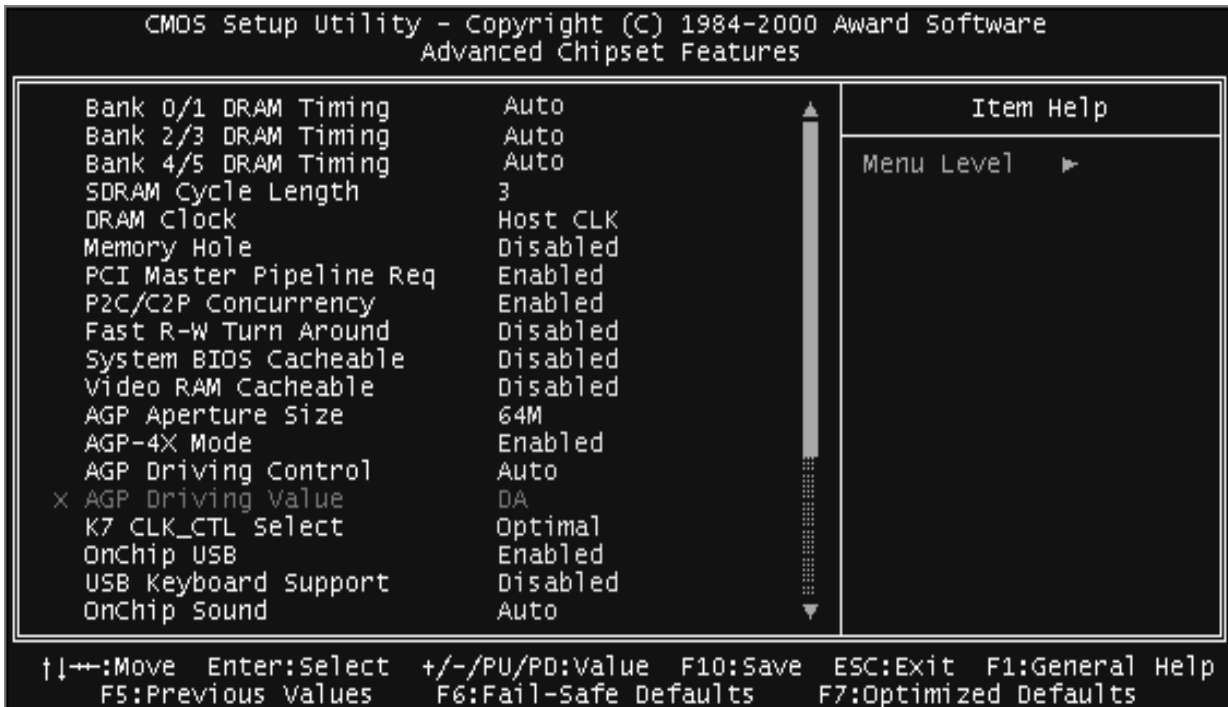 CMOS Setup Utility - Copyright (C) 1984-2000 Award Software
Advanced Chipset Features
Bank 0/1 DRAM Timing Auto
Bank 2/3 DRAM Timing Auto
Bank 4/5 DRAM Timing Auto
SDRAM Cycle Length 3
DRAM Clock Host CLK
Memory Hole Disabled
PCI Master Pipeline Req Enabled
P2C/C2P Concurrency Enabled
Fast R-W Turn Around Disabled
System BIOS Cacheable Disabled
Video RAM Cacheable Disabled
AGP Aperture Size 64M
AGP-4X Mode Enabled
AGP Driving Control Auto
x AGP Driving Value DA
K7 CLK_CTL Select Optimal
OnChip USB Enabled
USB Keyboard Support Disabled
OnChip Sound Auto
Item Help
Menu Level ►
↑↓→←:Move Enter:Select +/-/PU/PD:Value F10:Save ESC:Exit F1:General Help
F5:Previous Values F6:Fail-Safe Defaults F7:Optimized Defaults